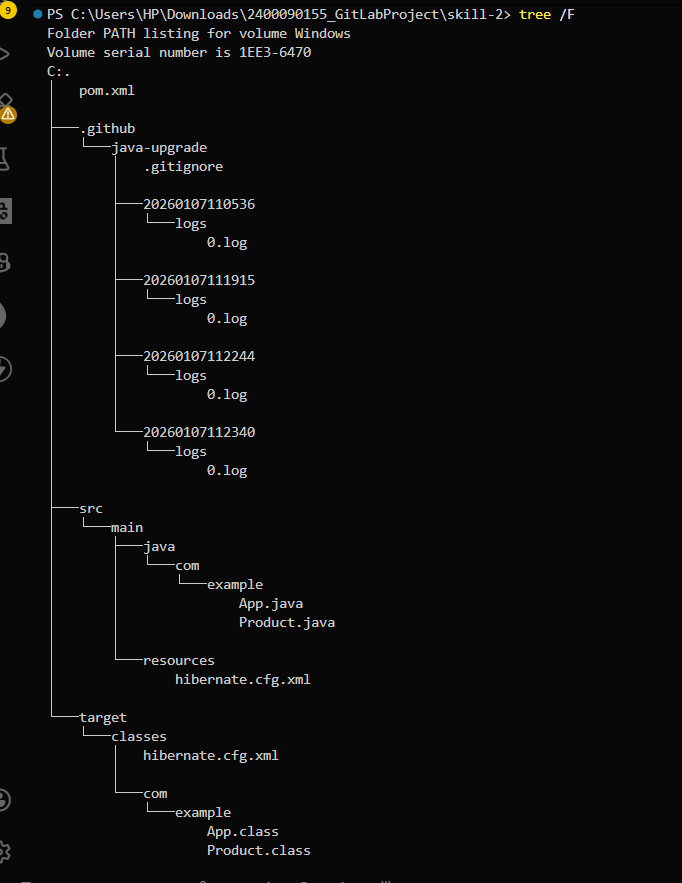 9
PS C:\Users\HP\Downloads\2400090155_GitLabProject\skill-2> tree /F
Folder PATH listing for volume Windows
Volume serial number is 1EE3-6470
C:.
│   pom.xml
│
├───.github
│   └───java-upgrade
│       │   .gitignore
│       │
│       ├───20260107110536
│       │   └───logs
│       │           0.log
│       │
│       ├───20260107111915
│       │   └───logs
│       │           0.log
│       │
│       ├───20260107112244
│       │   └───logs
│       │           0.log
│       │
│       └───20260107112340
│           └───logs
│                   0.log
│
├───src
│   └───main
│       ├───java
│       │   └───com
│       │       └───example
│       │               App.java
│       │               Product.java
│       │
│       └───resources
│               hibernate.cfg.xml
│
└───target
    └───classes
        │   hibernate.cfg.xml
        │
        └───com
            └───example
                    App.class
                    Product.class